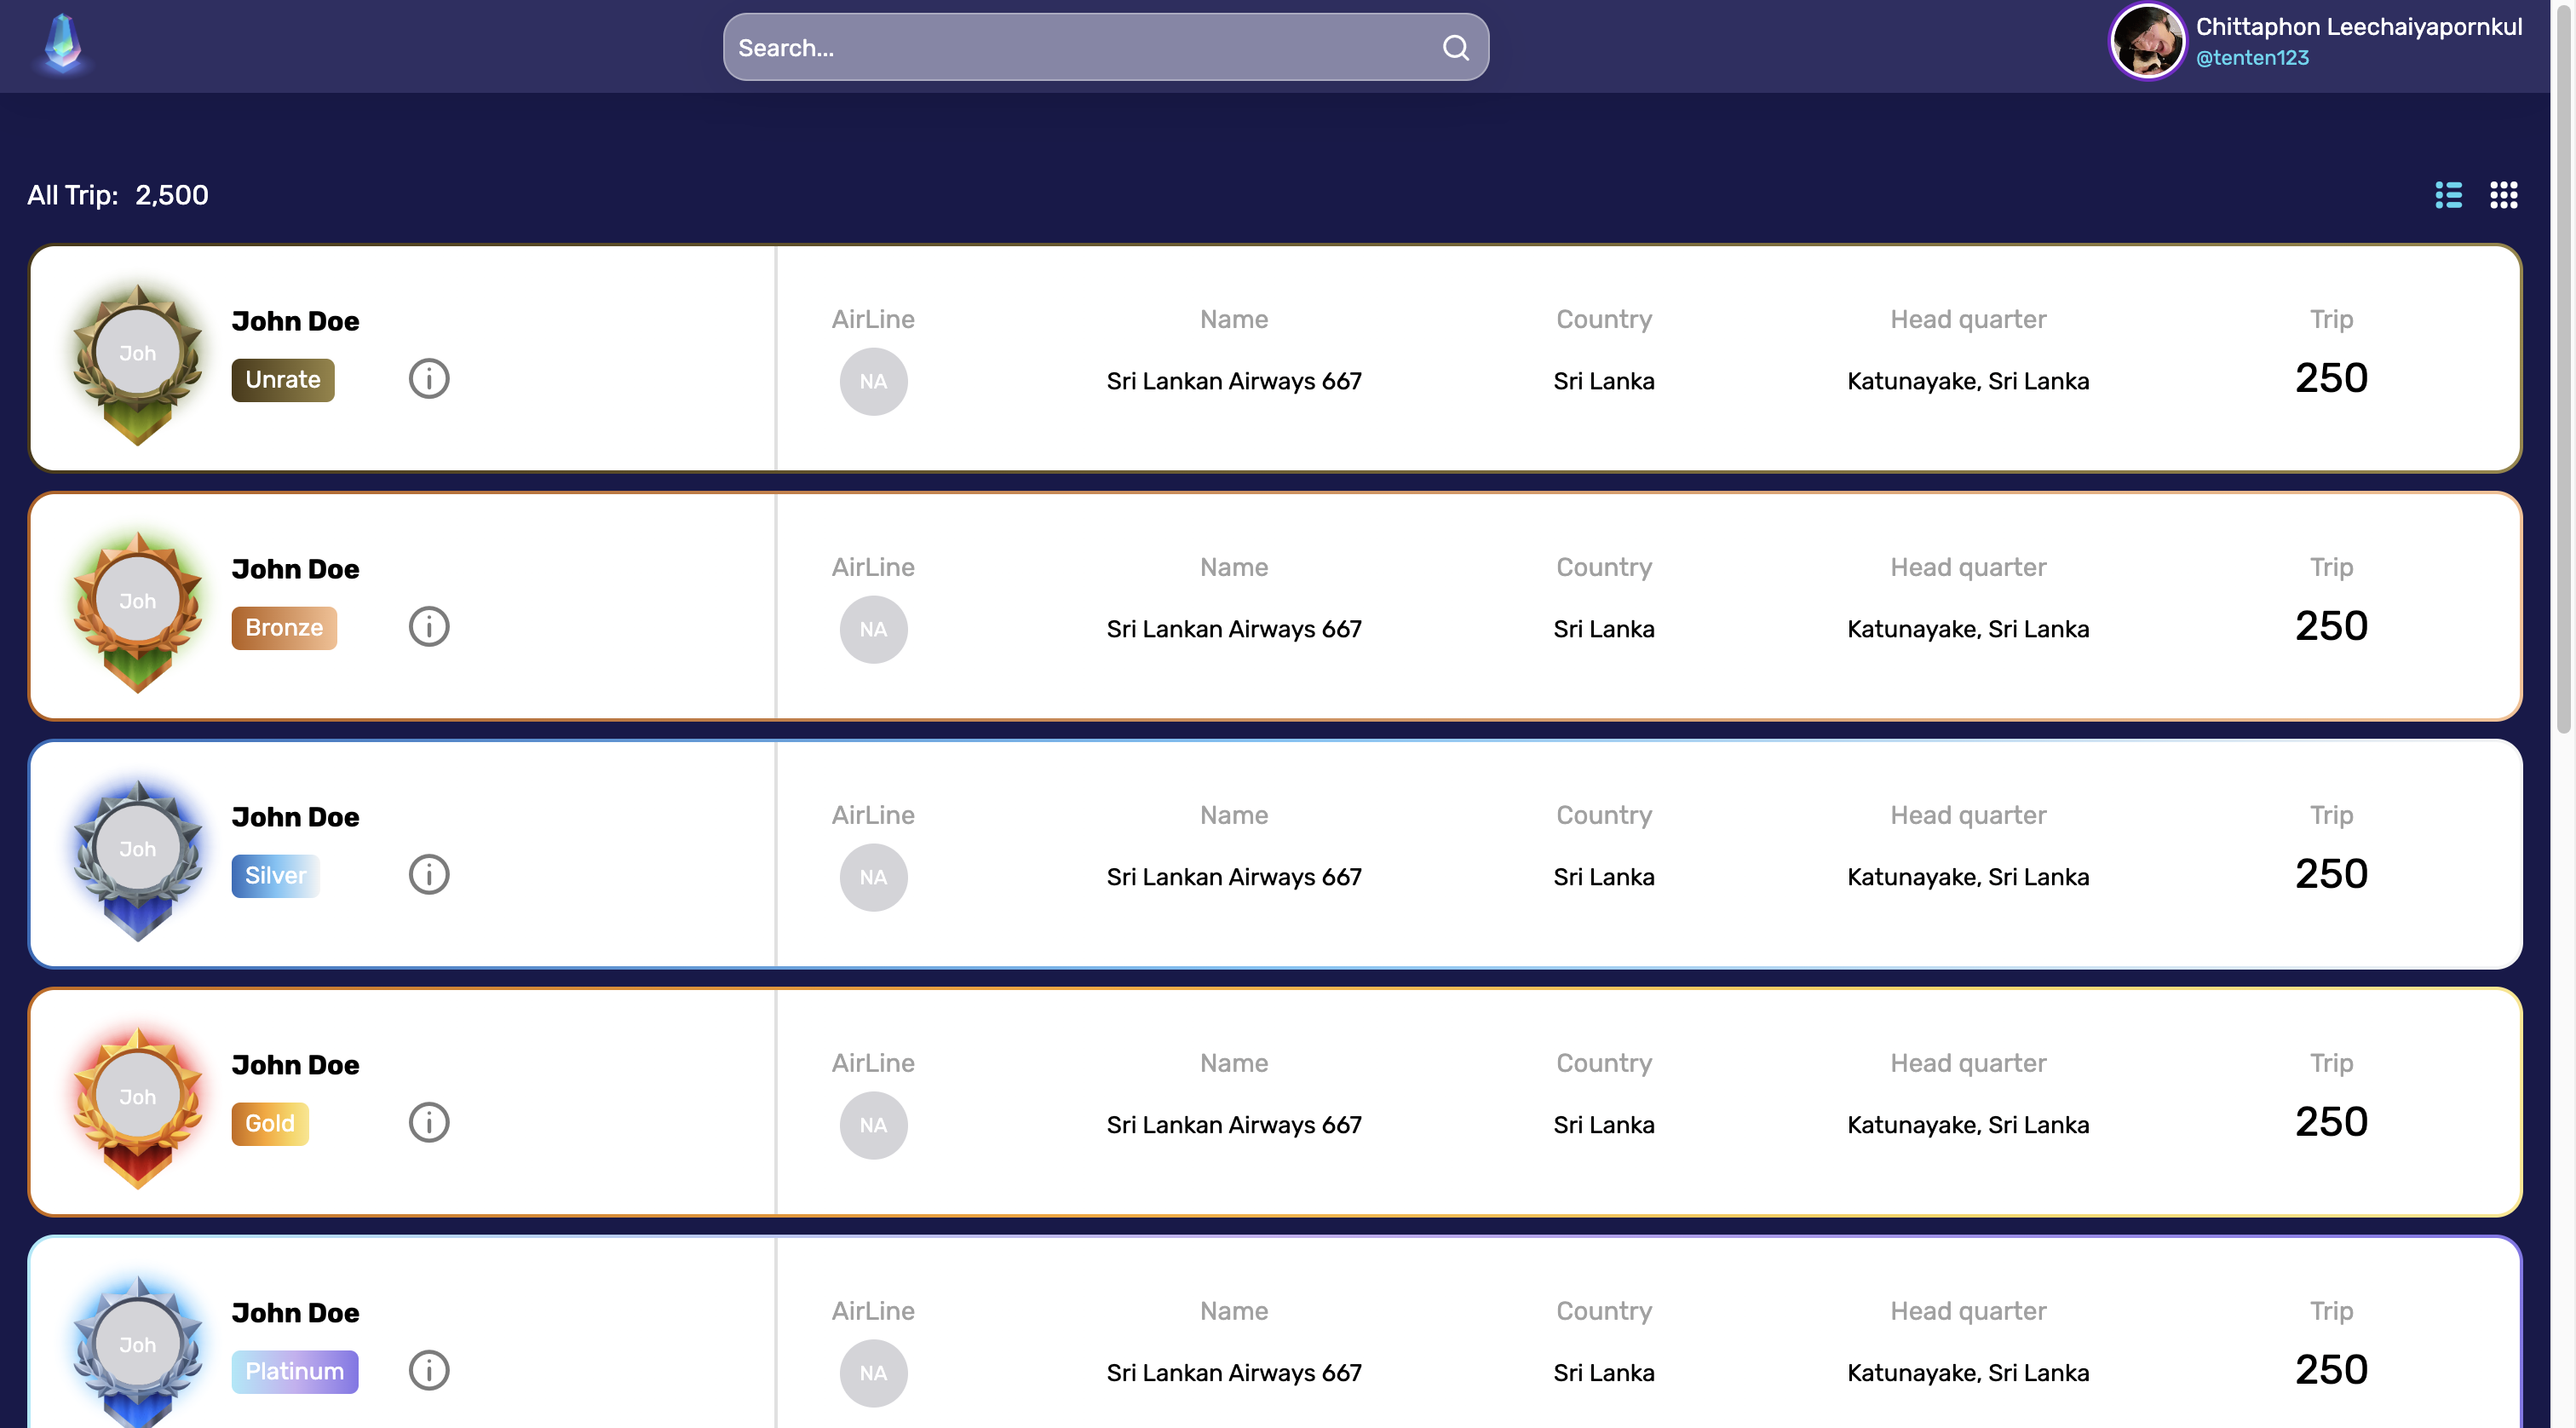 Search...
Chittaphon Leechaiyapornkul
@tenten123
All Trip: 2,500
Joh
John Doe
Unrate
AirLine Name Country Head quarter Trip
NA Sri Lankan Airways 667 Sri Lanka Katunayake, Sri Lanka 250
Joh
John Doe
Bronze
AirLine Name Country Head quarter Trip
NA Sri Lankan Airways 667 Sri Lanka Katunayake, Sri Lanka 250
Joh
John Doe
Silver
AirLine Name Country Head quarter Trip
NA Sri Lankan Airways 667 Sri Lanka Katunayake, Sri Lanka 250
Joh
John Doe
Gold
AirLine Name Country Head quarter Trip
NA Sri Lankan Airways 667 Sri Lanka Katunayake, Sri Lanka 250
Joh
John Doe
Platinum
AirLine Name Country Head quarter Trip
NA Sri Lankan Airways 667 Sri Lanka Katunayake, Sri Lanka 250